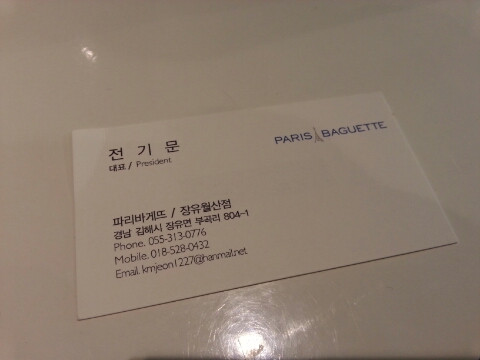 전 기 문
대표 / President
PARIS BAGUETTE
파리바게뜨 / 장유월산점
경남 김해시 장유면 부곡리 804-1
Phone. 055-313-0776
Mobile. 018-528-0432
Email. kmjeon1227@hanmail.net